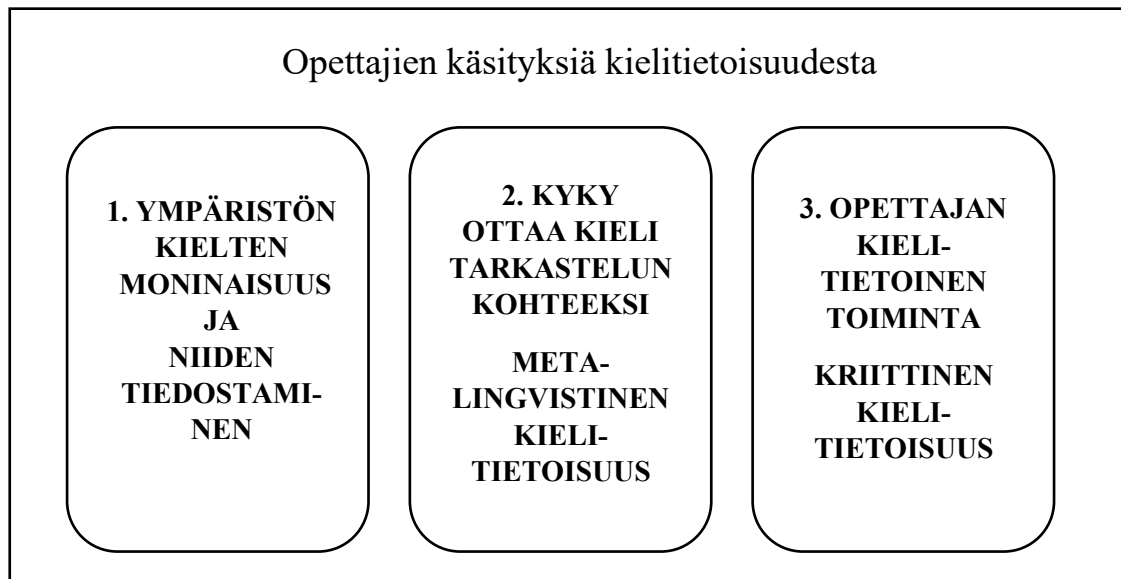 Opettajien käsityksiä kielitietoisuudesta
1. YMPÄRISTÖN
KIELTEN
MONINAISUUS
JA
NIIDEN
TIEDOSTAMI-
NEN
2. KYKY
OTTAA KIELI
TARKASTELUN
KOHTEEKSI
META-
LINGVISTINEN
KIELI-
TIETOISUUS
3. OPETTAJAN
KIELI-
TIETOINEN
TOIMINTA
KRIITTINEN
KIELI-
TIETOISUUS